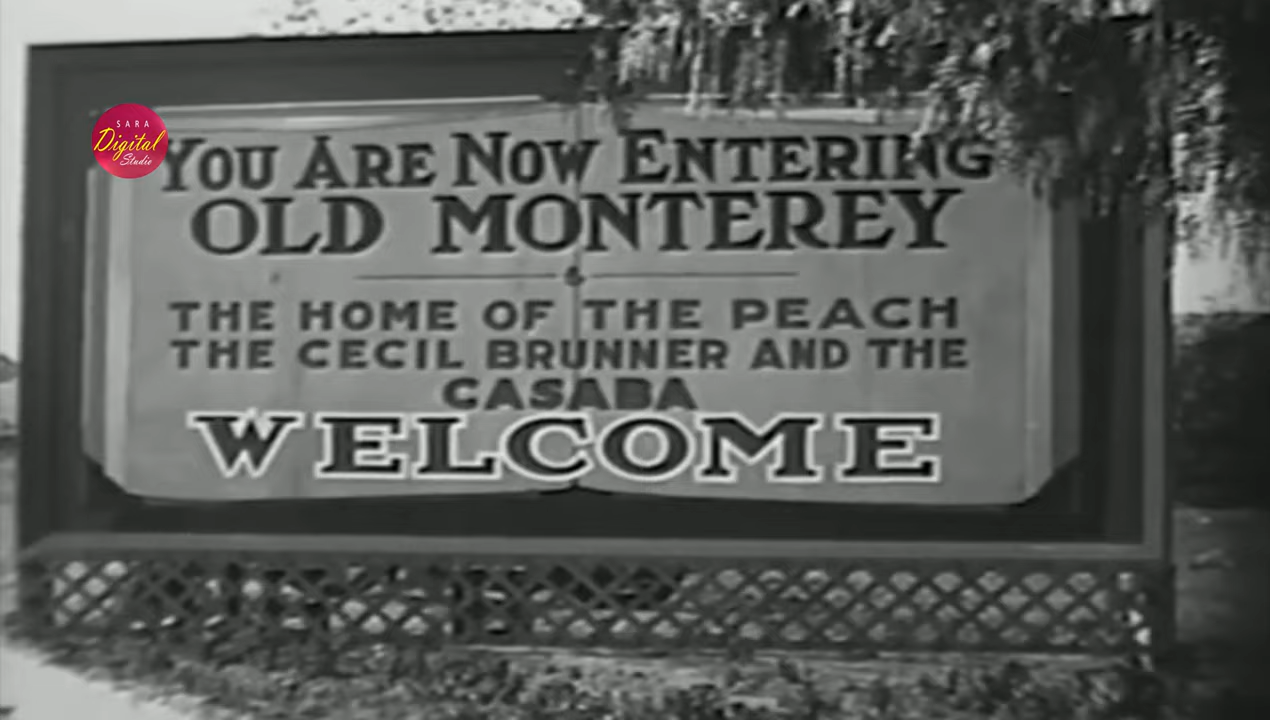 SARA
Digital
Studio
YOU ARE NOW ENTERING
OLD MONTEREY
THE HOME OF THE PEACH
THE CECIL BRUNNER AND THE
CASABA
WELCOME